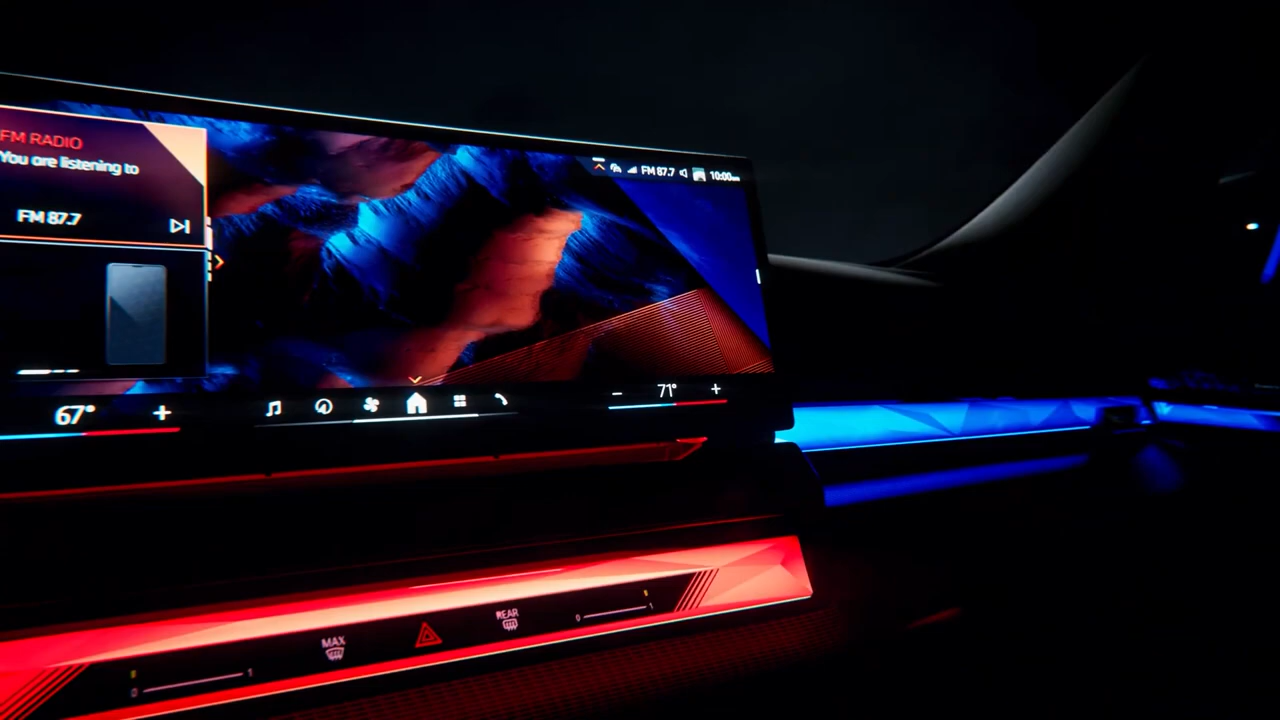 FM RADIO
You are listening to
FM 87.7
FM 87.7 10:00
67° +
− 71° +
MAX
REAR
0 1
0 1